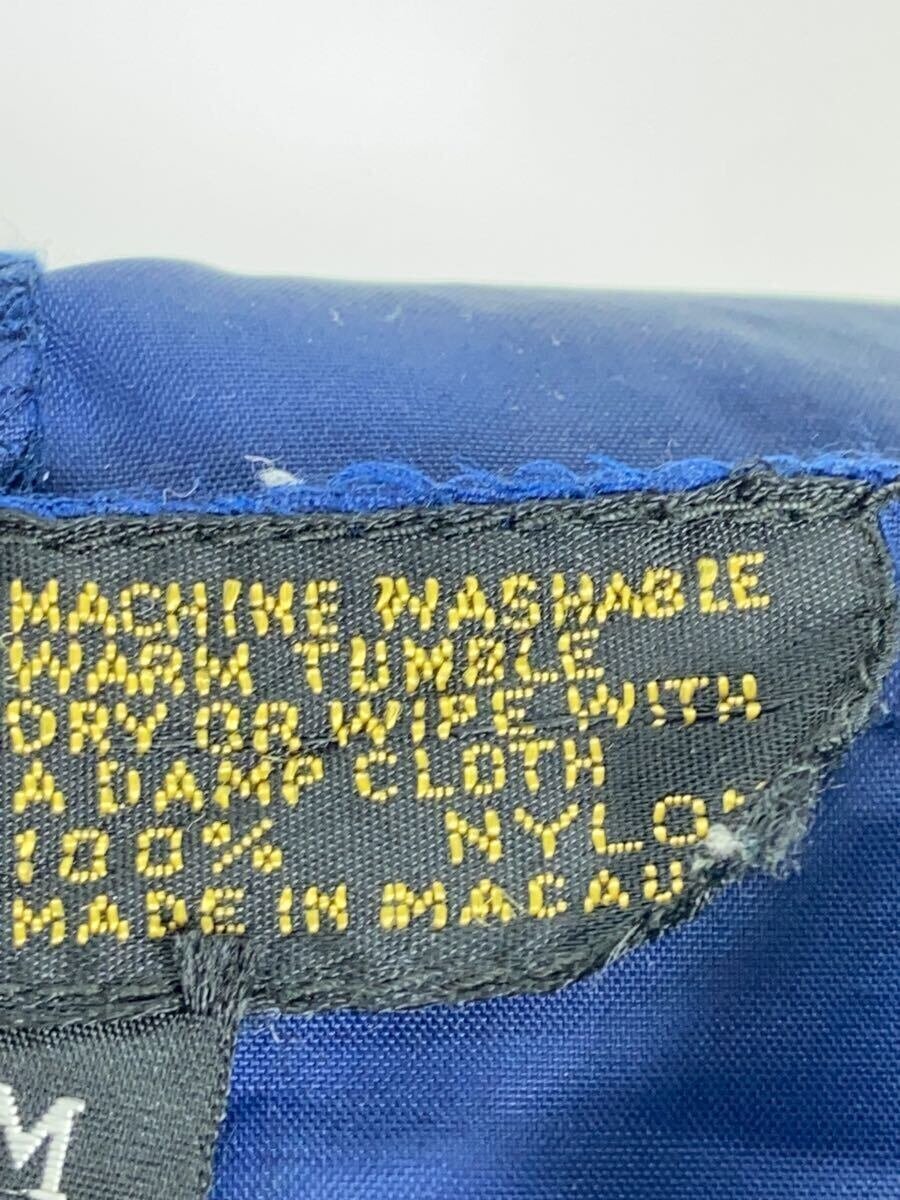 MACHINE WASHABLE
WARM TUMBLE
DRY OR WIPE WITH
A DAMP CLOTH
100% NYLON
MADE IN MACAU
M